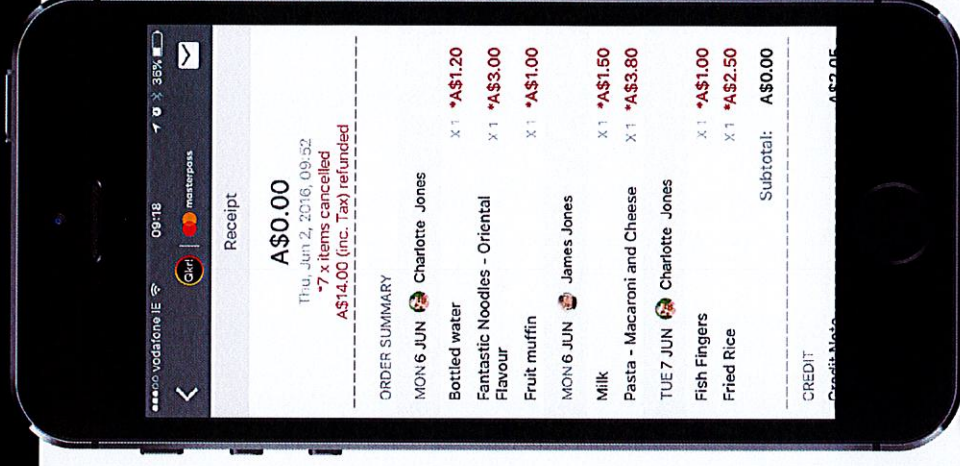 vodafone IE 09:18 35%
Qkr! masterpass
Receipt
A$0.00
Thu, Jun 2, 2016, 09:52
*7 x items cancelled
A$14.00 (inc. Tax) refunded
ORDER SUMMARY
MON 6 JUN Charlotte Jones
Bottled water X 1 *A$1.20
Fantastic Noodles - Oriental X 1 *A$3.00
Flavour
Fruit muffin X 1 *A$1.00
MON 6 JUN James Jones
Milk X 1 *A$1.50
Pasta - Macaroni and Cheese X 1 *A$3.80
TUE 7 JUN Charlotte Jones
Fish Fingers X 1 *A$1.00
Fried Rice X 1 *A$2.50
Subtotal: A$0.00
CREDIT
Credit Note